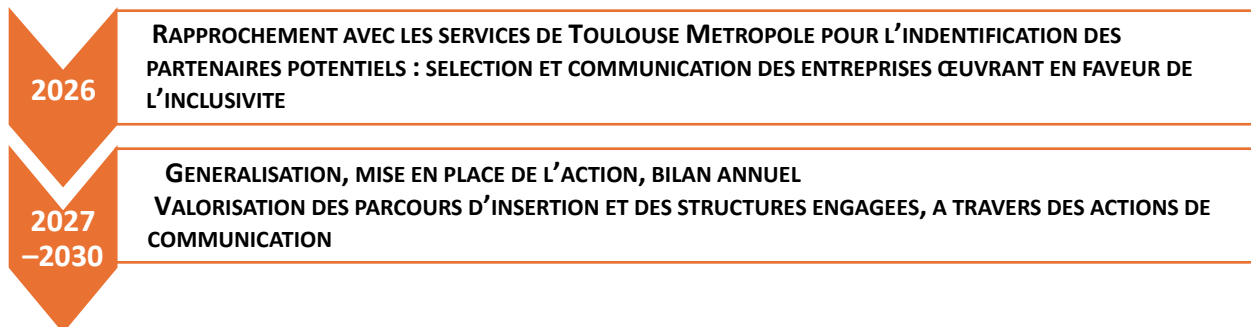 2026
RAPPROCHEMENT AVEC LES SERVICES DE TOULOUSE METROPOLE POUR L’INDENTIFICATION DES
PARTENAIRES POTENTIELS : SELECTION ET COMMUNICATION DES ENTREPRISES ŒUVRANT EN FAVEUR DE
L’INCLUSIVITE
2027
–2030
GENERALISATION, MISE EN PLACE DE L’ACTION, BILAN ANNUEL
VALORISATION DES PARCOURS D’INSERTION ET DES STRUCTURES ENGAGEES, A TRAVERS DES ACTIONS DE
COMMUNICATION